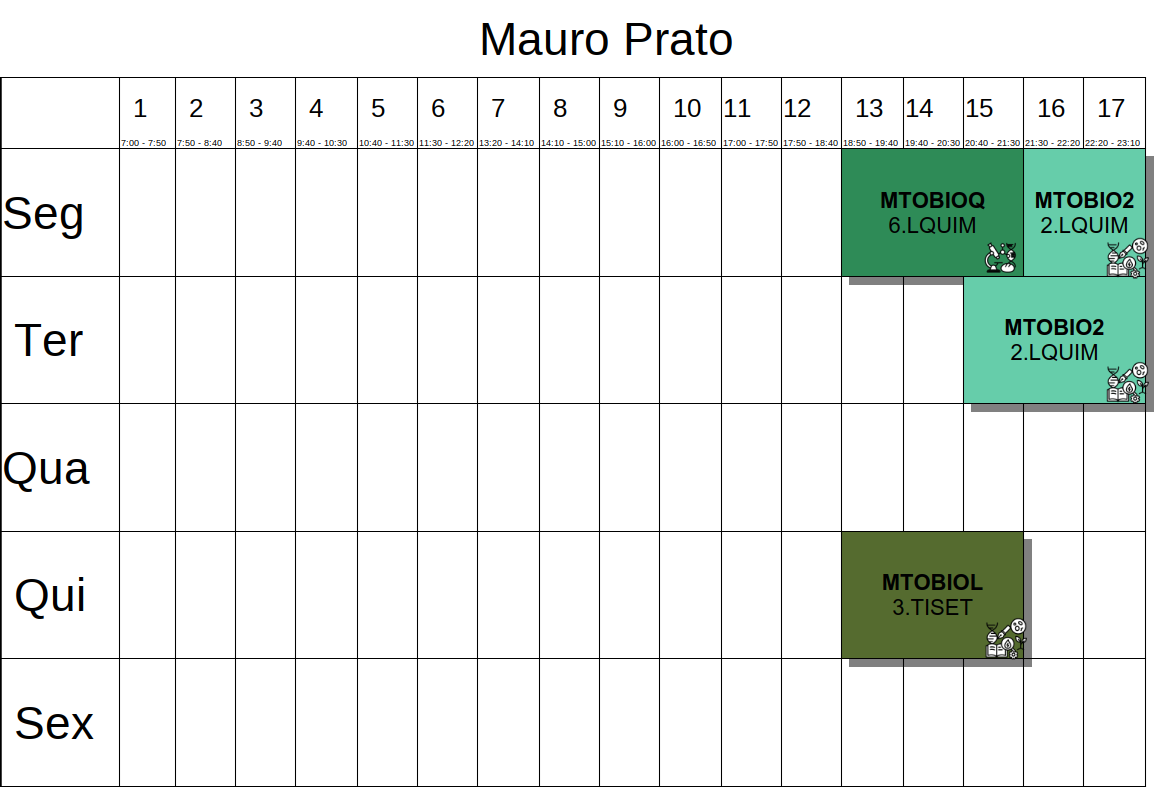 Mauro Prato
1 2 3 4 5 6 7 8 9 10 11 12 13 14 15 16 17
7:00 - 7:50 7:50 - 8:40 8:50 - 9:40 9:40 - 10:30 10:40 - 11:30 11:30 - 12:20 13:20 - 14:10 14:10 - 15:00 15:10 - 16:00 16:00 - 16:50 17:00 - 17:50 17:50 - 18:40 18:50 - 19:40 19:40 - 20:30 20:40 - 21:30 21:30 - 22:20 22:20 - 23:10
Seg
MTOBIOQ
6.LQUIM
MTOBIO2
2.LQUIM
Ter
MTOBIO2
2.LQUIM
Qua
Qui
MTOBIOL
3.TISET
Sex